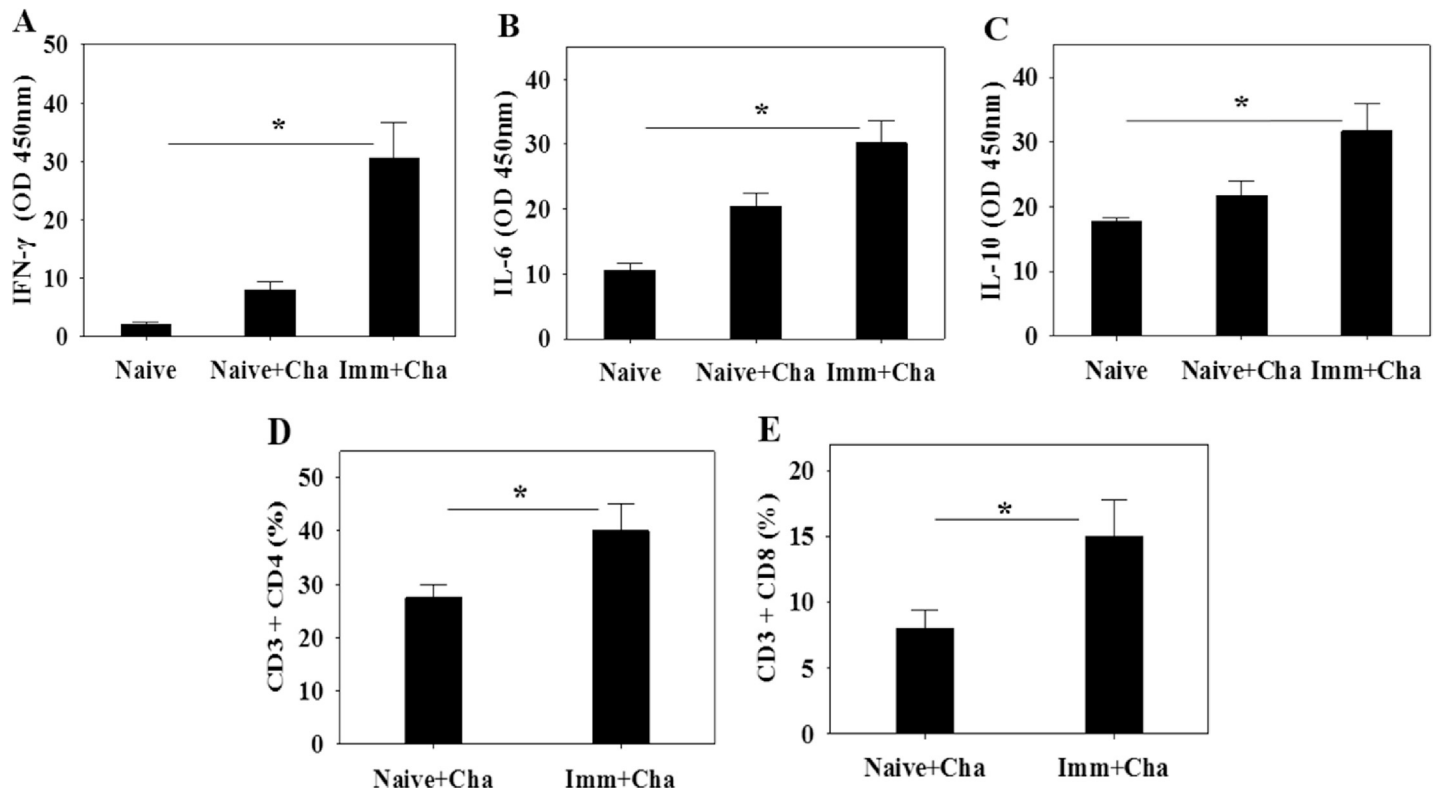 A
IFN-γ (OD 450nm)
50
40
30
20
10
0
*
Naive Naive+Cha Imm+Cha
B
IL-6 (OD 450nm)
40
30
20
10
0
*
Naive Naive+Cha Imm+Cha
C
IL-10 (OD 450nm)
40
30
20
10
0
*
Naive Naive+Cha Imm+Cha
D
CD3 + CD4 (%)
50
40
30
20
10
0
*
Naive+Cha Imm+Cha
E
CD3 + CD8 (%)
20
15
10
5
0
*
Naive+Cha Imm+Cha